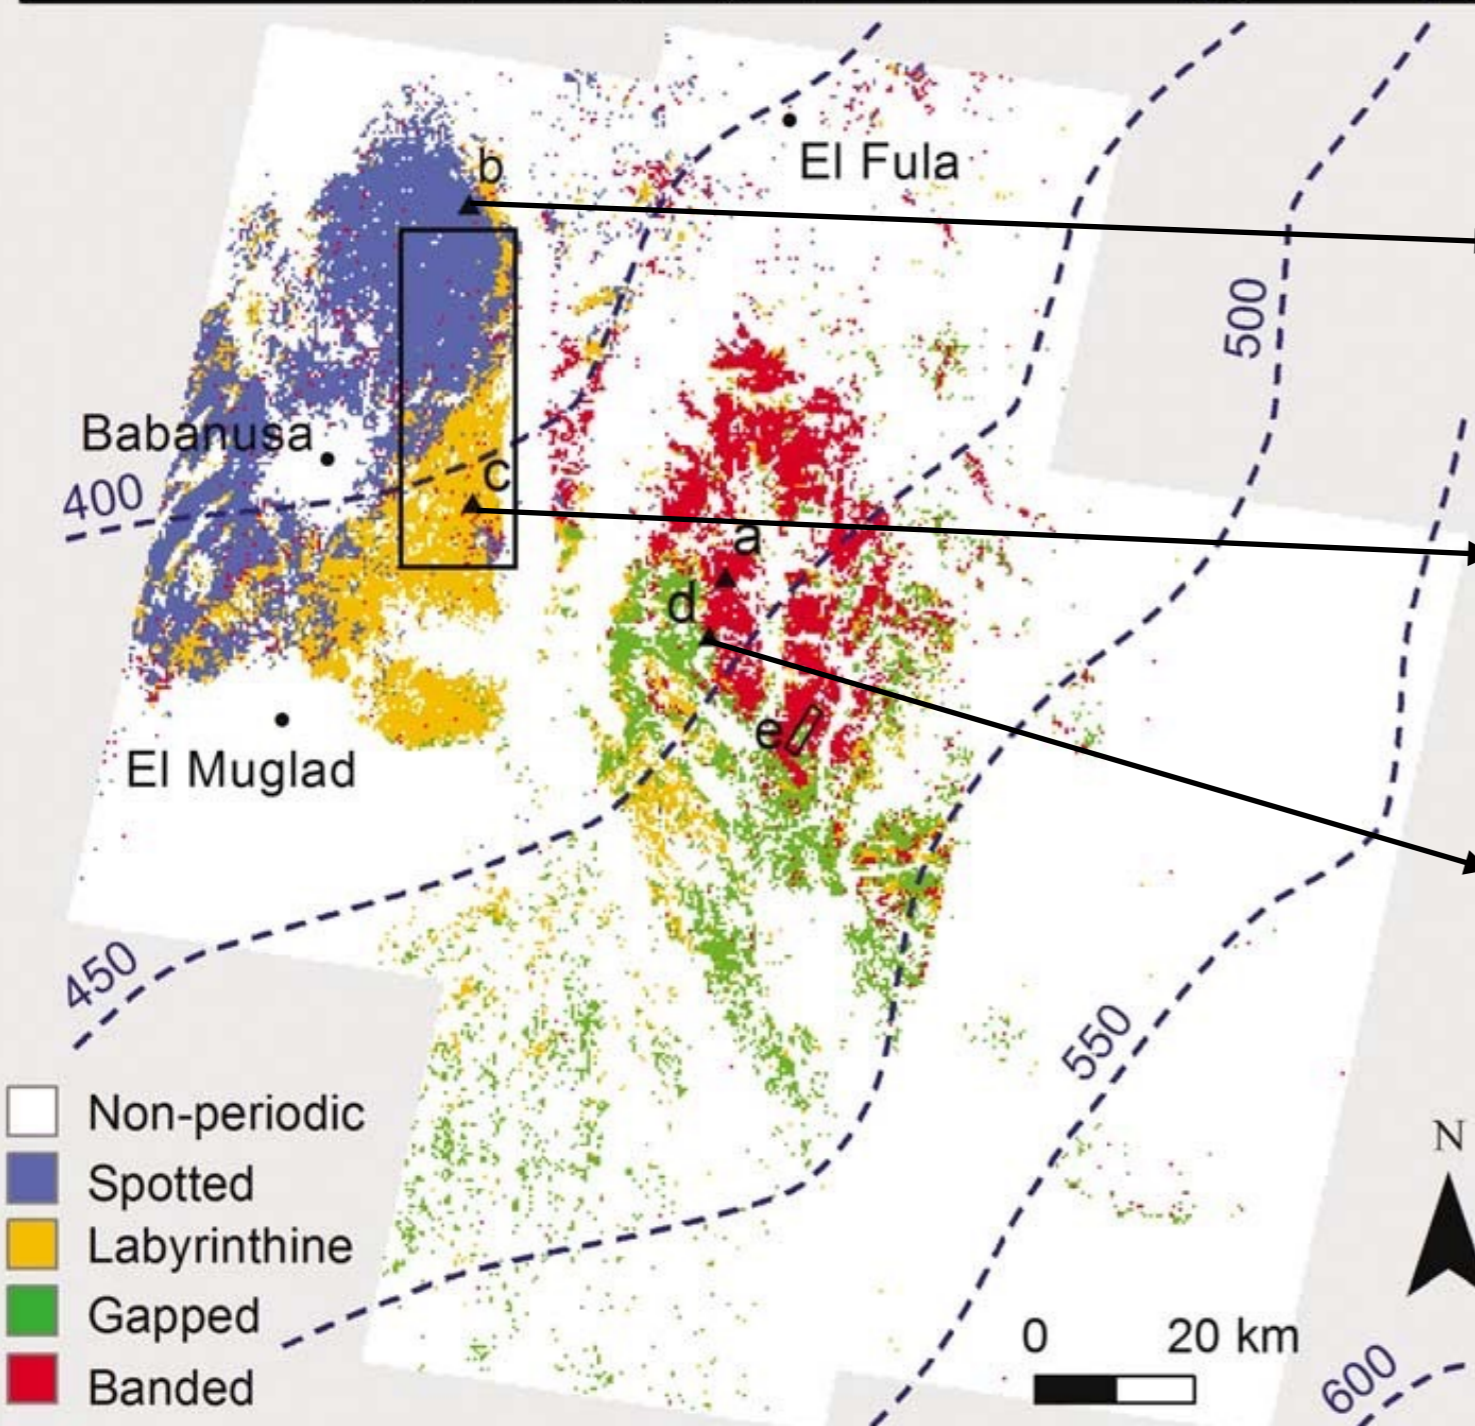 b
El Fula
500
Babanusa
400
c
a
d
e
El Muglad
450
550
Non-periodic
Spotted
Labyrinthine
Gapped
Banded
N
0 20 km
600